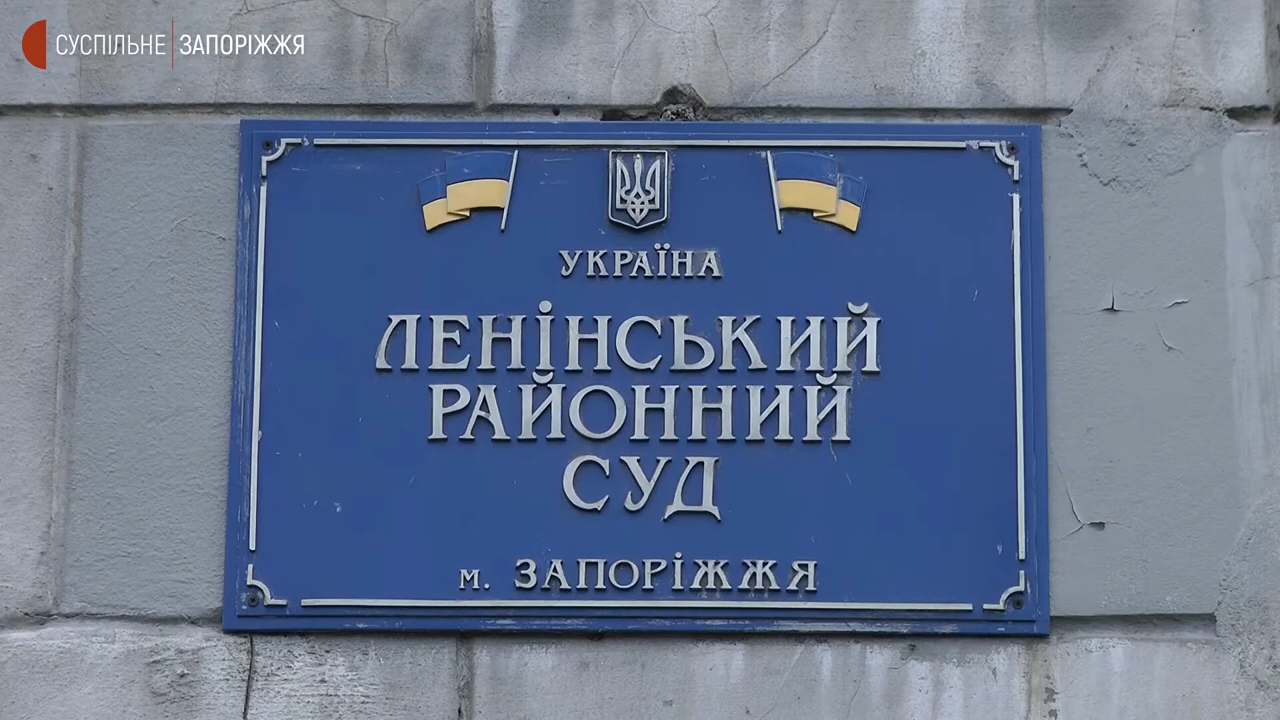 СУСПІЛЬНЕ ЗАПОРІЖЖЯ
УКРАЇНА
ЛЕНІНСЬКИЙ
РАЙОННИЙ
СУД
м. ЗАПОРІЖЖЯ